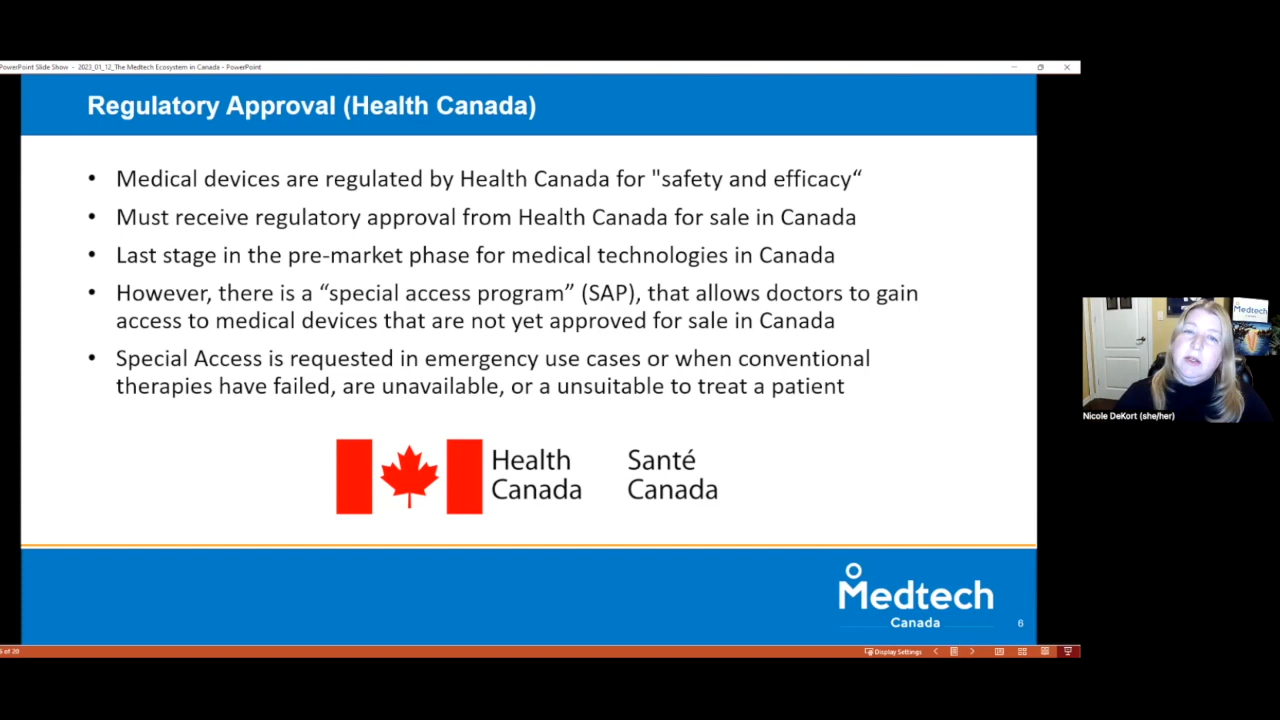 PowerPoint Slide Show - 2023_01_12_The Medtech Ecosystem in Canada - PowerPoint
Regulatory Approval (Health Canada)
• Medical devices are regulated by Health Canada for "safety and efficacy“
• Must receive regulatory approval from Health Canada for sale in Canada
• Last stage in the pre-market phase for medical technologies in Canada
• However, there is a “special access program” (SAP), that allows doctors to gain
access to medical devices that are not yet approved for sale in Canada
• Special Access is requested in emergency use cases or when conventional
therapies have failed, are unavailable, or a unsuitable to treat a patient
Health Santé
Canada Canada
Medtech
Canada
6
of 20
Display Settings
Medtech
Nicole DeKort (she/her)